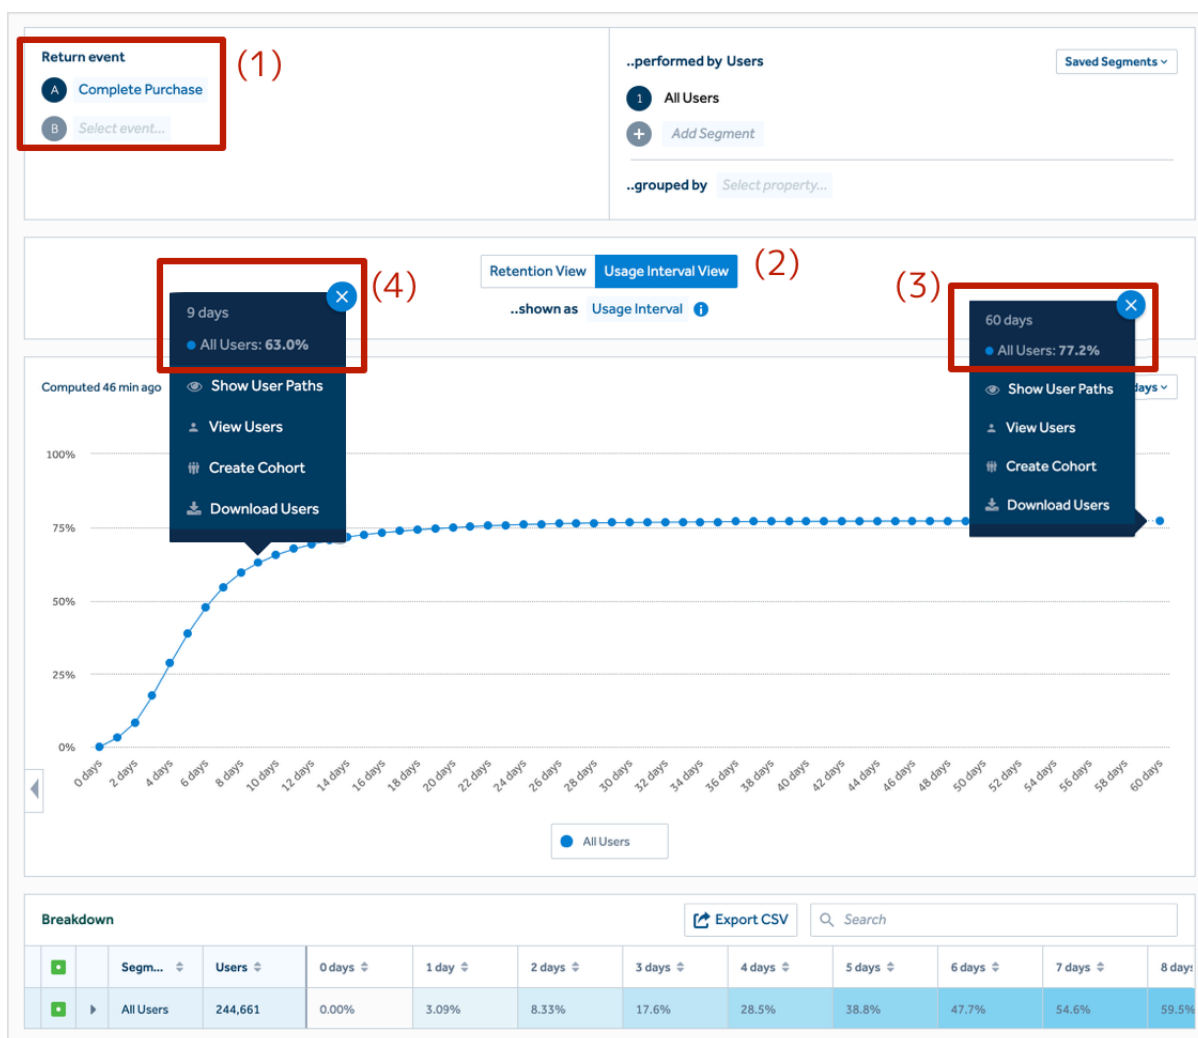 Return event
(1)
A Complete Purchase
B Select event...
..performed by Users
Saved Segments
1 All Users
+ Add Segment
..grouped by Select property...
Retention View Usage Interval View
(2)
..shown as Usage Interval i
(4)
9 days
All Users: 63.0%
Show User Paths
View Users
Create Cohort
Download Users
(3)
60 days
All Users: 77.2%
Show User Paths
View Users
Create Cohort
Download Users
Computed 46 min ago
days
100%
75%
50%
25%
0%
0 days 2 days 4 days 6 days 8 days 10 days 12 days 14 days 16 days 18 days 20 days 22 days 24 days 26 days 28 days 30 days 32 days 34 days 36 days 38 days 40 days 42 days 44 days 46 days 48 days 50 days 52 days 54 days 56 days 58 days 60 days
All Users
Breakdown
Export CSV
Search
Segm... Users 0 days 1 day 2 days 3 days 4 days 5 days 6 days 7 days 8 days
All Users 244,661 0.00% 3.09% 8.33% 17.6% 28.5% 38.8% 47.7% 54.6% 59.5%